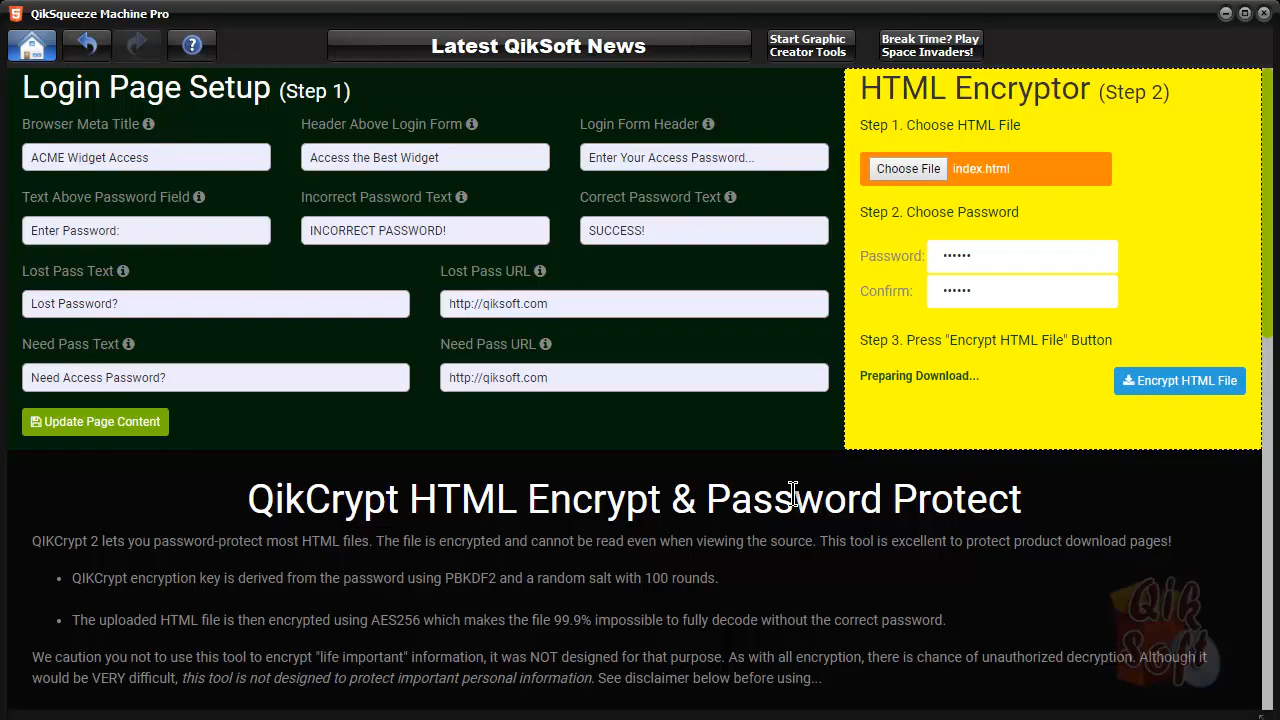 QikSqueeze Machine Pro
Latest QikSoft News
Start Graphic
Creator Tools
Break Time? Play
Space Invaders!
Login Page Setup (Step 1)
Browser Meta Title
Header Above Login Form
Login Form Header
ACME Widget Access
Access the Best Widget
Enter Your Access Password...
Text Above Password Field
Incorrect Password Text
Correct Password Text
Enter Password:
INCORRECT PASSWORD!
SUCCESS!
Lost Pass Text
Lost Pass URL
Lost Password?
http://qiksoft.com
Need Pass Text
Need Pass URL
Need Access Password?
http://qiksoft.com
Update Page Content
HTML Encryptor (Step 2)
Step 1. Choose HTML File
Choose File index.html
Step 2. Choose Password
Password: ••••••
Confirm: ••••••
Step 3. Press "Encrypt HTML File" Button
Preparing Download...
Encrypt HTML File
QikCrypt HTML Encrypt & Password Protect
QIKCrypt 2 lets you password-protect most HTML files. The file is encrypted and cannot be read even when viewing the source. This tool is excellent to protect product download pages!
• QIKCrypt encryption key is derived from the password using PBKDF2 and a random salt with 100 rounds.
• The uploaded HTML file is then encrypted using AES256 which makes the file 99.9% impossible to fully decode without the correct password.
We caution you not to use this tool to encrypt "life important" information, it was NOT designed for that purpose. As with all encryption, there is chance of unauthorized decryption. Although it
would be VERY difficult, this tool is not designed to protect important personal information. See disclaimer below before using...
Qik
Soft